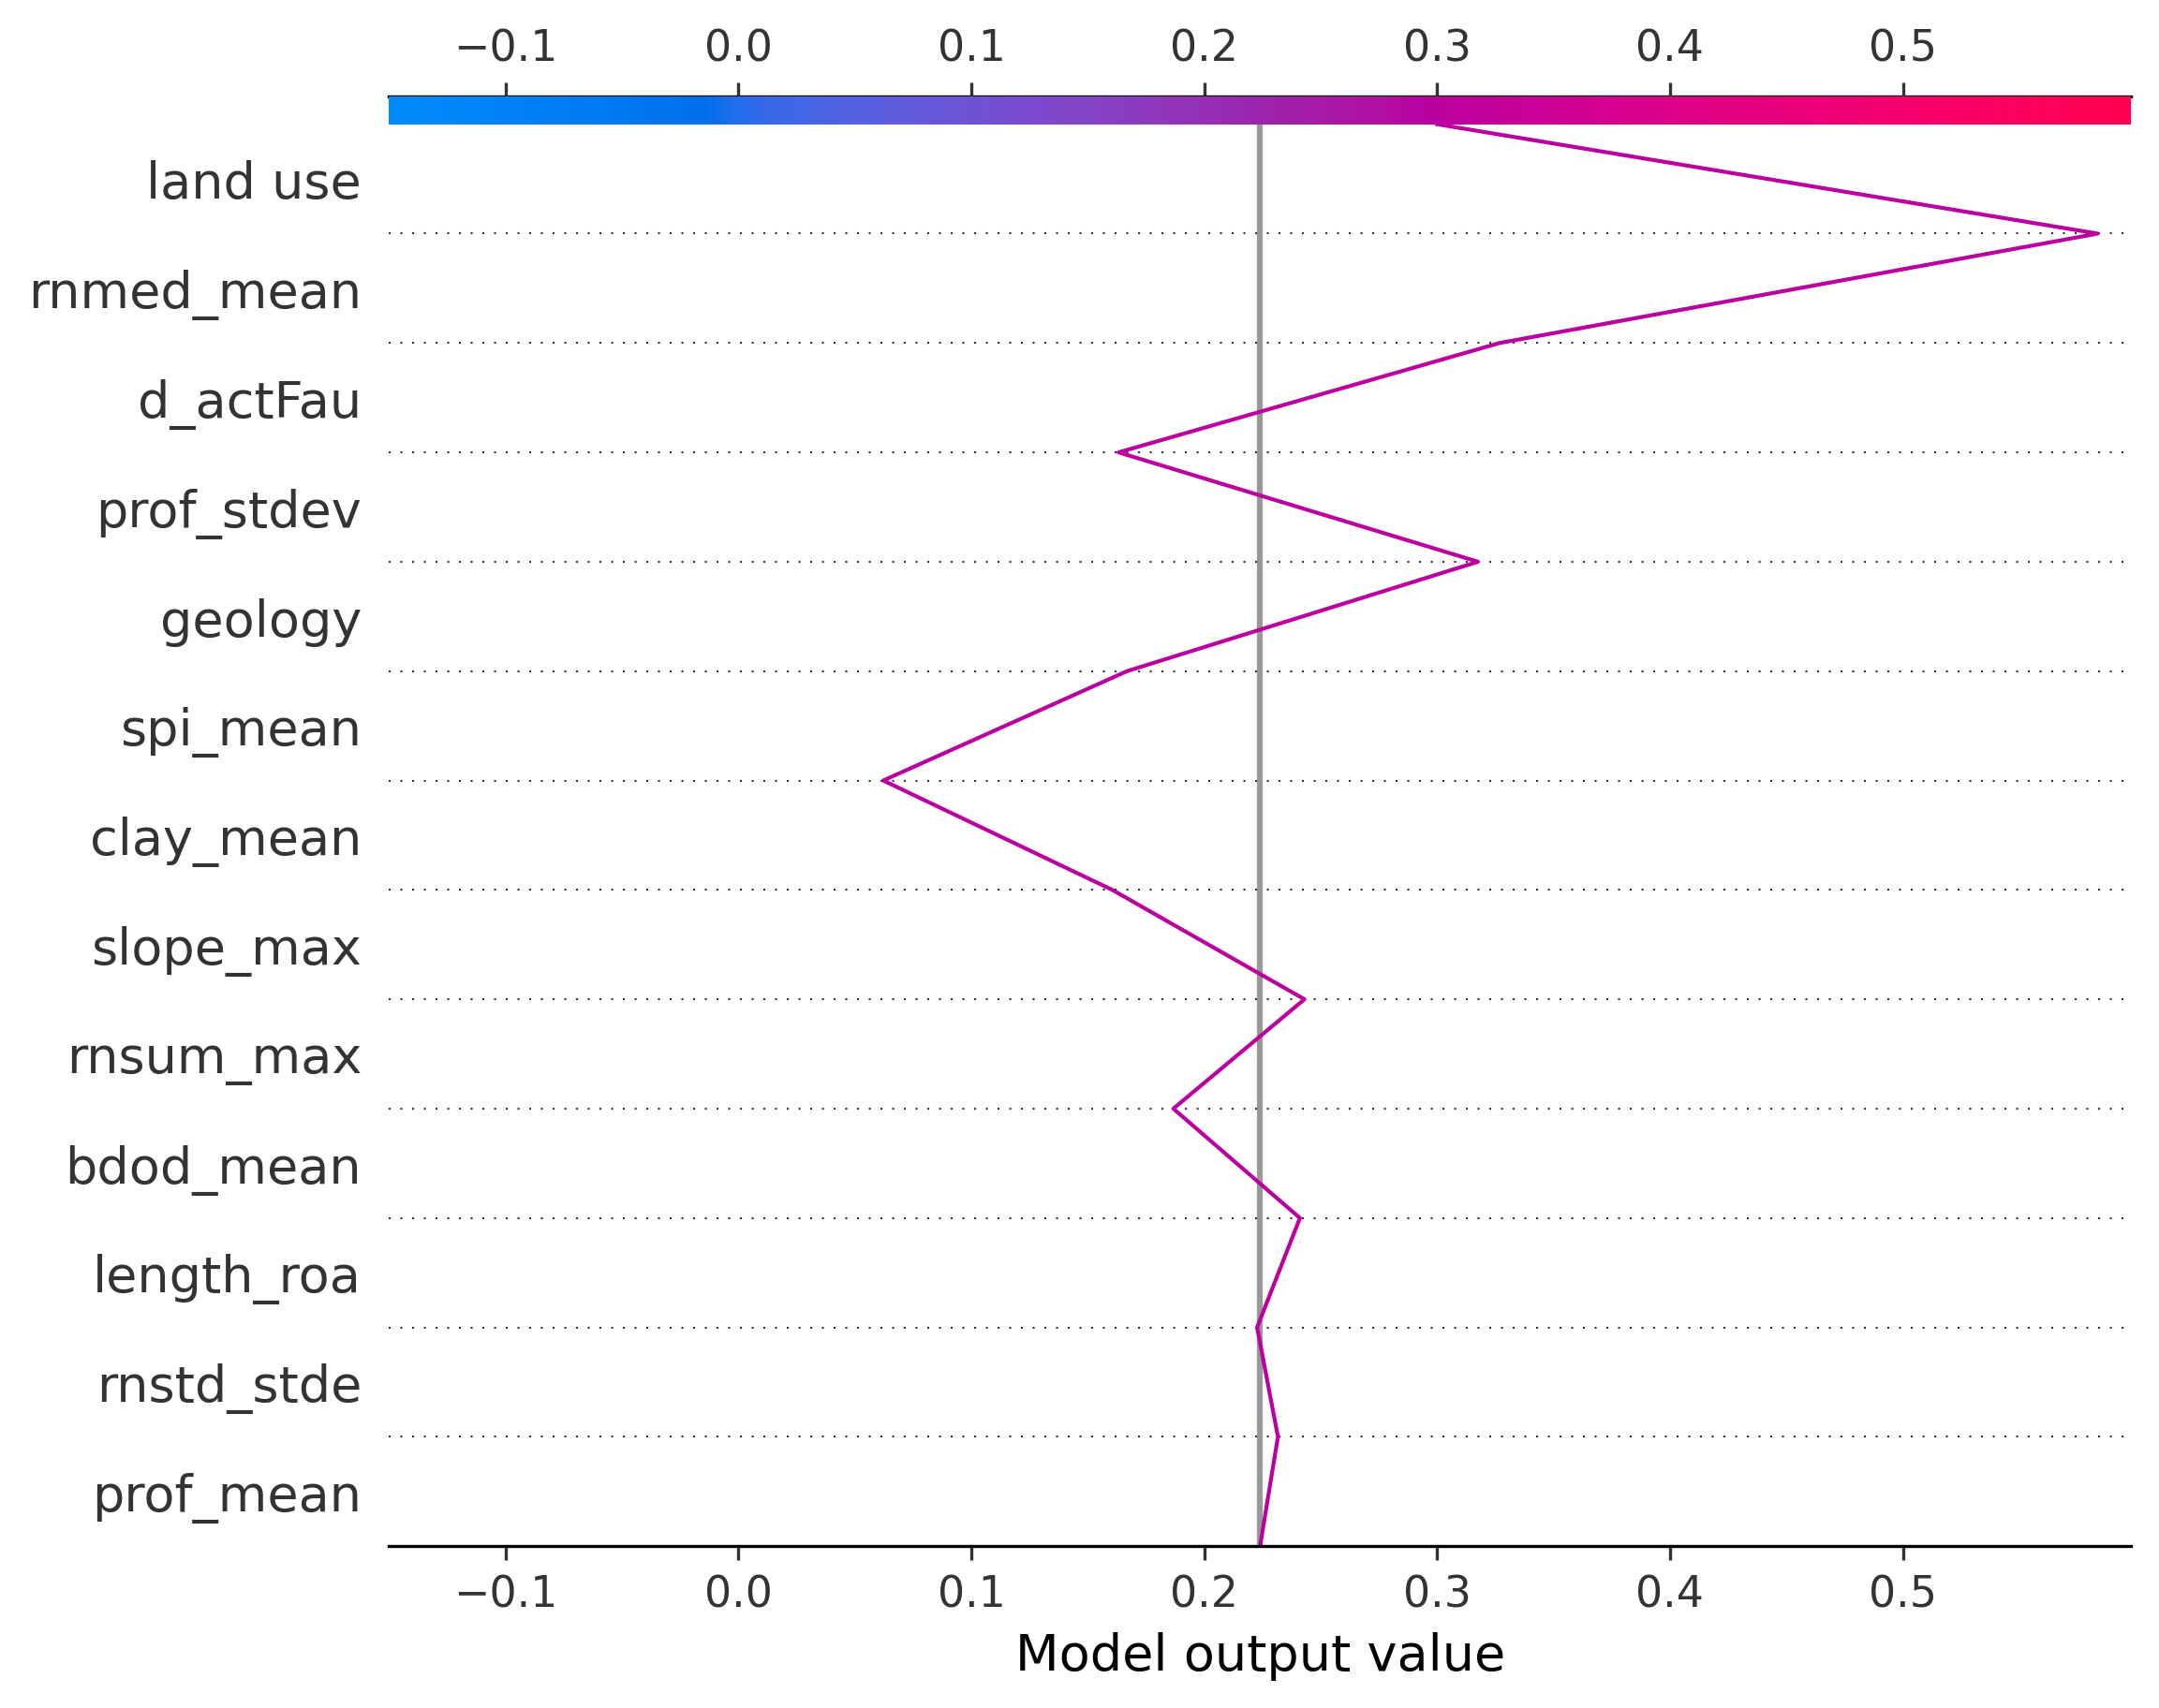 −0.1 0.0 0.1 0.2 0.3 0.4 0.5
land use
rnmed_mean
d_actFau
prof_stdev
geology
spi_mean
clay_mean
slope_max
rnsum_max
bdod_mean
length_roa
rnstd_stde
prof_mean
−0.1 0.0 0.1 0.2 0.3 0.4 0.5
Model output value